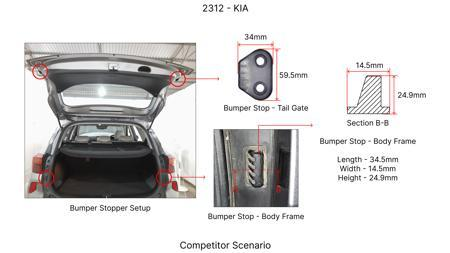 2312 - KIA
34mm
59.5mm
Bumper Stop - Tail Gate
14.5mm
24.9mm
Section B-B
Bumper Stop - Body Frame
Length - 34.5mm
Width - 14.5mm
Height - 24.9mm
Bumper Stopper Setup
Bumper Stop - Body Frame
Competitor Scenario